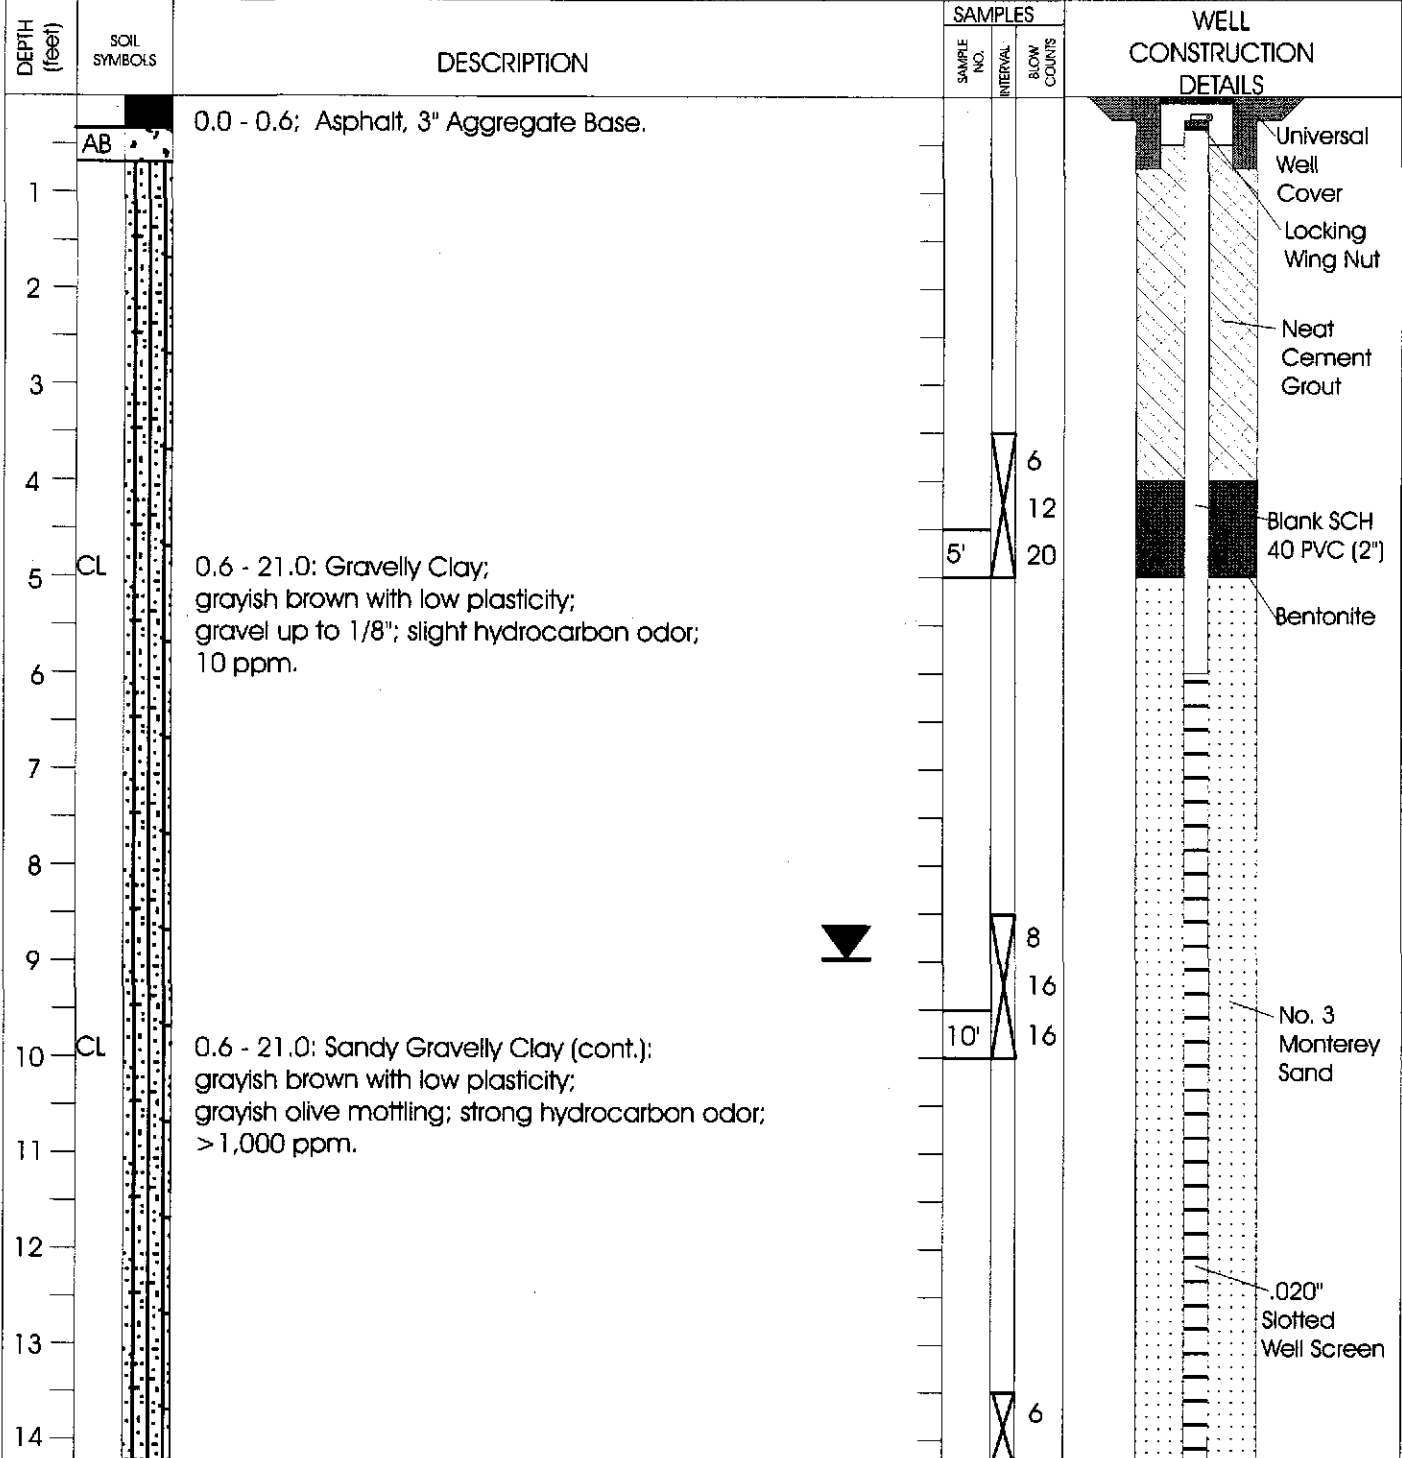 DEPTH (feet)
SOIL SYMBOLS
DESCRIPTION
SAMPLES
SAMPLE NO.
INTERVAL
BLOW COUNTS
WELL CONSTRUCTION DETAILS
0.0 - 0.6; Asphalt, 3" Aggregate Base.
AB
Universal
Well
Cover
1
Locking
Wing Nut
2
Neat
Cement
Grout
3
6
4
12
Blank SCH
40 PVC (2")
5'
20
5
CL
0.6 - 21.0: Gravelly Clay;
grayish brown with low plasticity;
gravel up to 1/8"; slight hydrocarbon odor;
10 ppm.
Bentonite
6
7
8
8
9
16
No. 3
Monterey
Sand
10'
16
10
CL
0.6 - 21.0: Sandy Gravelly Clay (cont.):
grayish brown with low plasticity;
grayish olive mottling; strong hydrocarbon odor;
>1,000 ppm.
11
12
.020"
Slotted
Well Screen
13
6
14